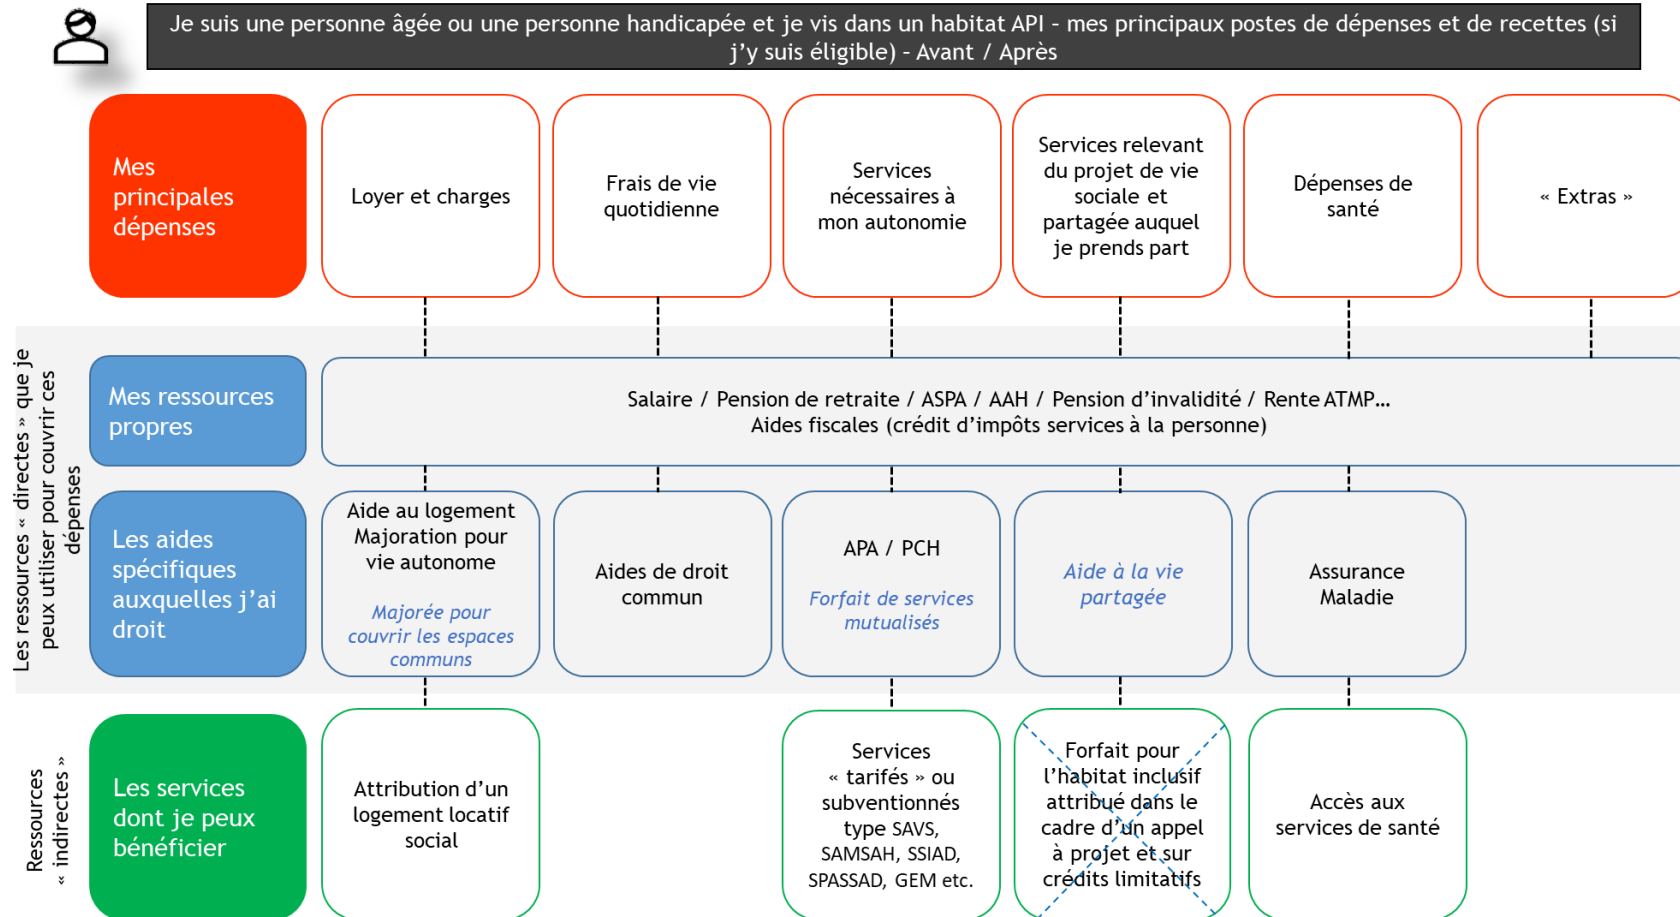 Je suis une personne âgée ou une personne handicapée et je vis dans un habitat API – mes principaux postes de dépenses et de recettes (si
j’y suis éligible) – Avant / Après
Mes
principales
dépenses
Loyer et charges
Frais de vie
quotidienne
Services
nécessaires à
mon autonomie
Services relevant
du projet de vie
sociale et
partagée auquel
je prends part
Dépenses de
santé
« Extras »
Les ressources « directes » que je
peux utiliser pour couvrir ces
dépenses
Mes ressources
propres
Salaire / Pension de retraite / ASPA / AAH / Pension d’invalidité / Rente ATMP…
Aides fiscales (crédit d’impôts services à la personne)
Les aides
spécifiques
auxquelles j’ai
droit
Aide au logement
Majoration pour
vie autonome
Majorée pour
couvrir les espaces
communs
Aides de droit
commun
APA / PCH
Forfait de services
mutualisés
Aide à la vie
partagée
Assurance
Maladie
Ressources
« indirectes »
Les services
dont je peux
bénéficier
Attribution d’un
logement locatif
social
Services
« tarifés » ou
subventionnés
type SAVS,
SAMSAH, SSIAD,
SPASSAD, GEM etc.
Forfait pour
l’habitat inclusif
attribué dans le
cadre d’un appel
à projet et sur
crédits limitatifs
Accès aux
services de santé